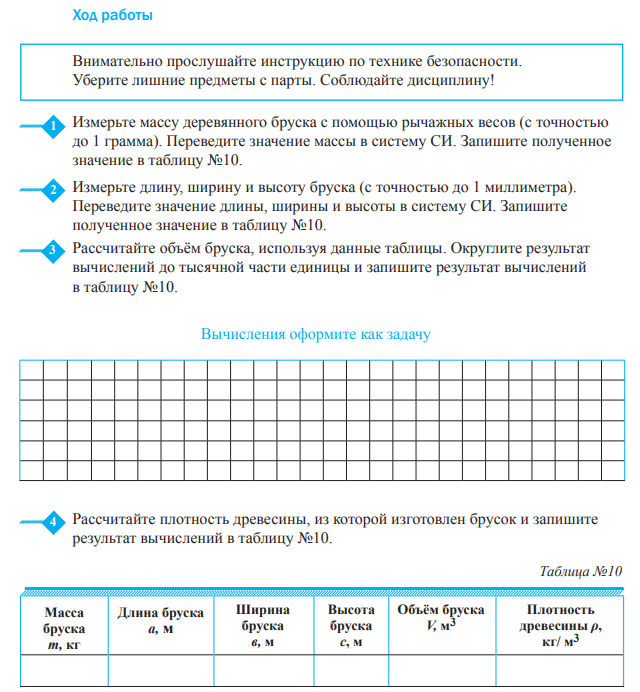 Ход работы
Внимательно прослушайте инструкцию по технике безопасности.
Уберите лишние предметы с парты. Соблюдайте дисциплину!
1 Измерьте массу деревянного бруска с помощью рычажных весов (с точностью
до 1 грамма). Переведите значение массы в систему СИ. Запишите полученное
значение в таблицу №10.
2 Измерьте длину, ширину и высоту бруска (с точностью до 1 миллиметра).
Переведите значение длины, ширины и высоты в систему СИ. Запишите
полученное значение в таблицу №10.
3 Рассчитайте объём бруска, используя данные таблицы. Округлите результат
вычислений до тысячной части единицы и запишите результат вычислений
в таблицу №10.
Вычисления оформите как задачу
4 Рассчитайте плотность древесины, из которой изготовлен брусок и запишите
результат вычислений в таблицу №10.
Таблица №10
Масса
бруска
m, кг
Длина бруска
а, м
Ширина
бруска
в, м
Высота
бруска
с, м
Объём бруска
V, м³
Плотность
древесины ρ,
кг/ м³